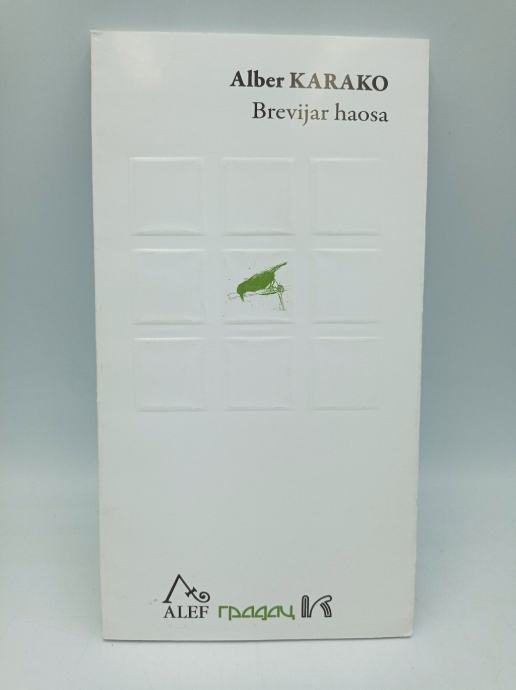 Alber KARAKO
Brevijar haosa
ALEF градац K